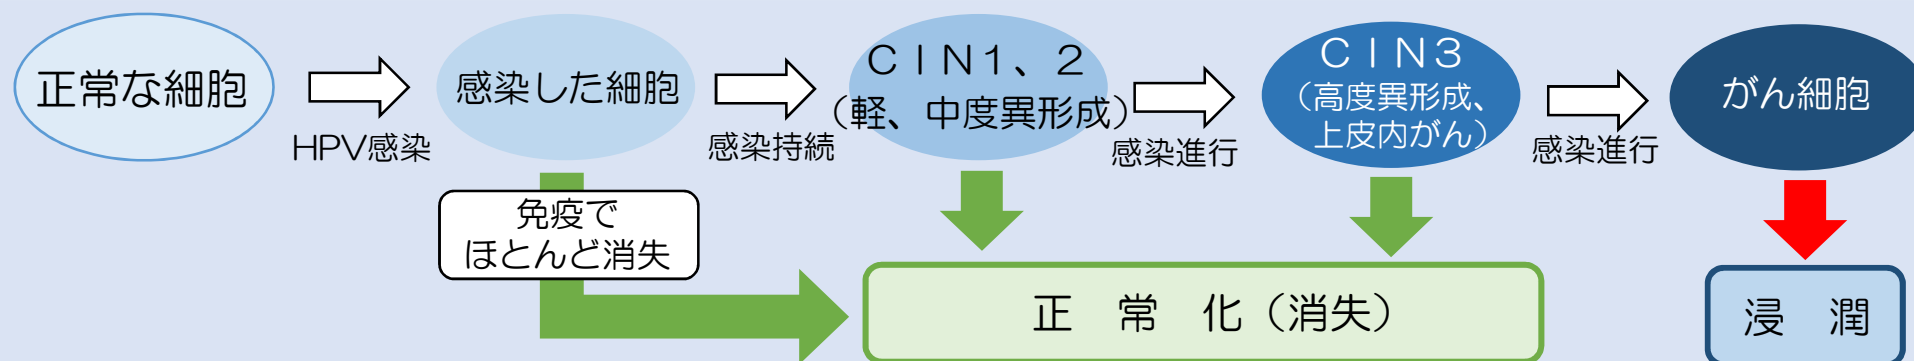 正常な細胞
HPV感染
感染した細胞
感染持続
CIN1、2
(軽、中度異形成)
感染進行
CIN3
(高度異形成、
上皮内がん)
感染進行
がん細胞
免疫で
ほとんど消失
正 常 化(消失)
浸 潤